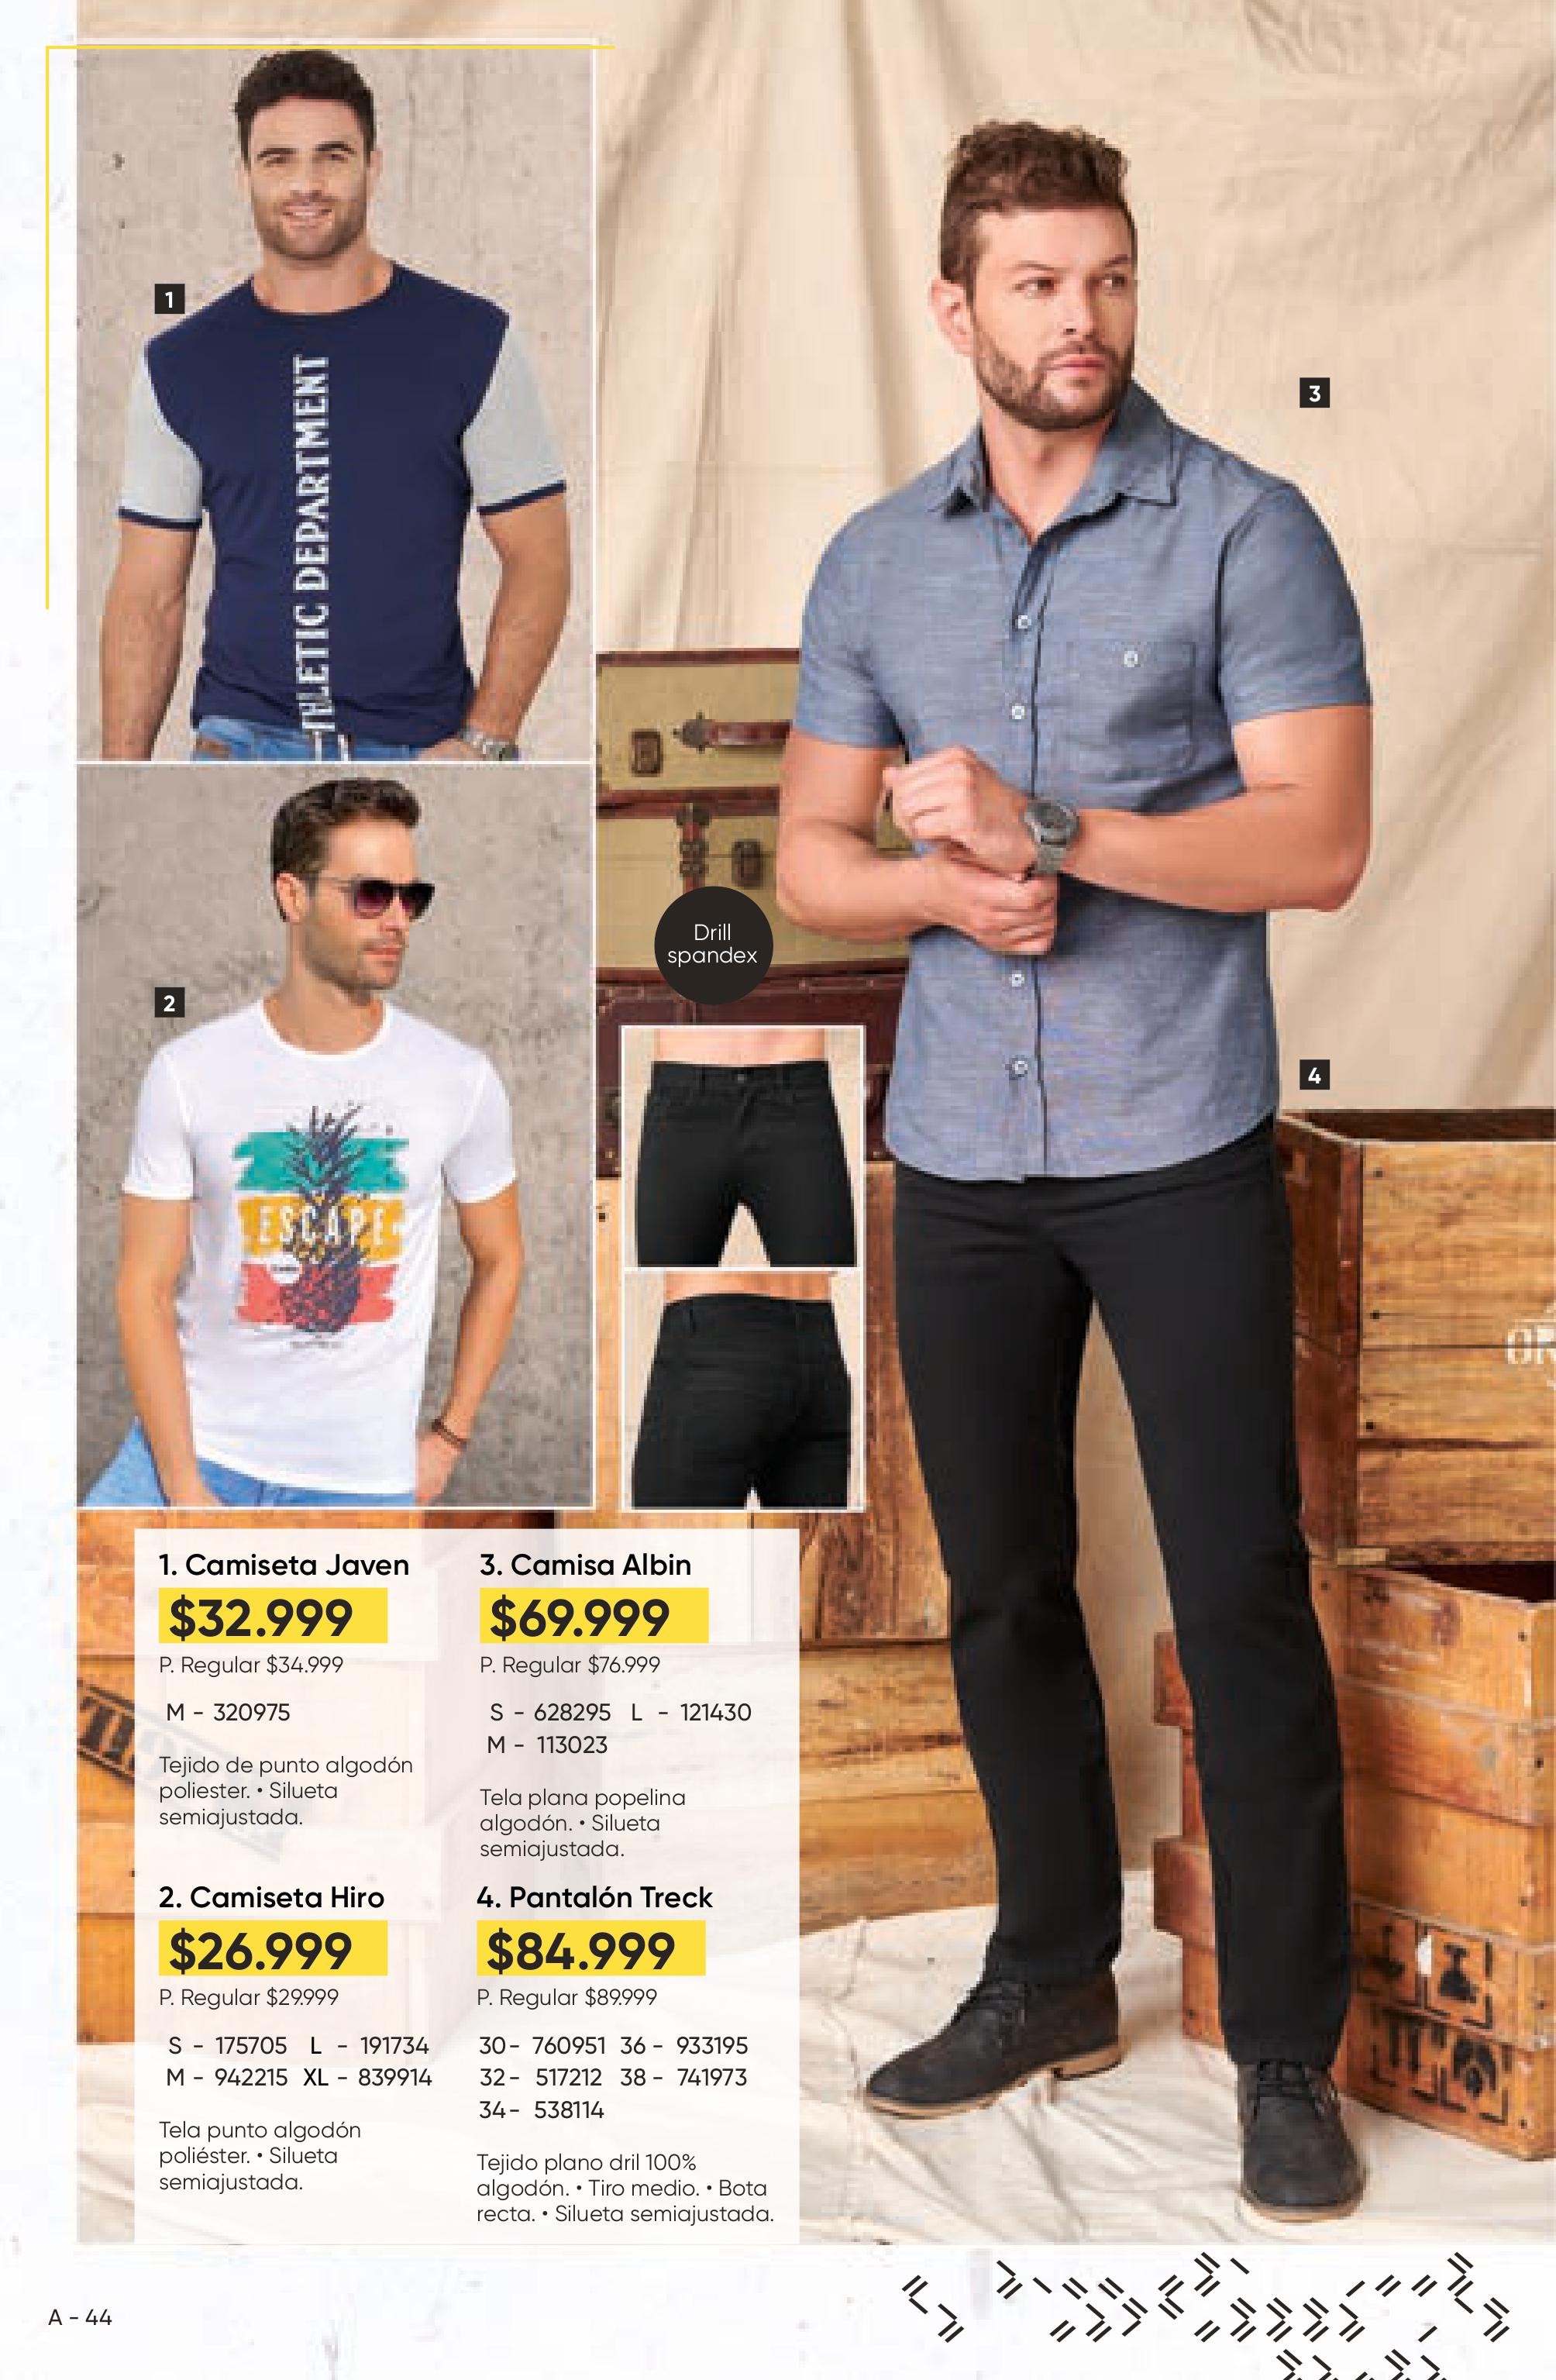 1
THLETIC DEPARTMENT
3
2
ESCAPE
Drill
spandex
4
1. Camiseta Javen
$32.999
P. Regular $34.999
M - 320975
Tejido de punto algodón
poliester. • Silueta
semiajustada.
3. Camisa Albin
$69.999
P. Regular $76.999
S - 628295 L - 121430
M - 113023
Tela plana popelina
algodón. • Silueta
semiajustada.
2. Camiseta Hiro
$26.999
P. Regular $29.999
S - 175705 L - 191734
M - 942215 XL - 839914
Tela punto algodón
poliéster. • Silueta
semiajustada.
4. Pantalón Treck
$84.999
P. Regular $89.999
30- 760951 36 - 933195
32- 517212 38 - 741973
34- 538114
Tejido plano dril 100%
algodón. • Tiro medio. • Bota
recta. • Silueta semiajustada.
A - 44